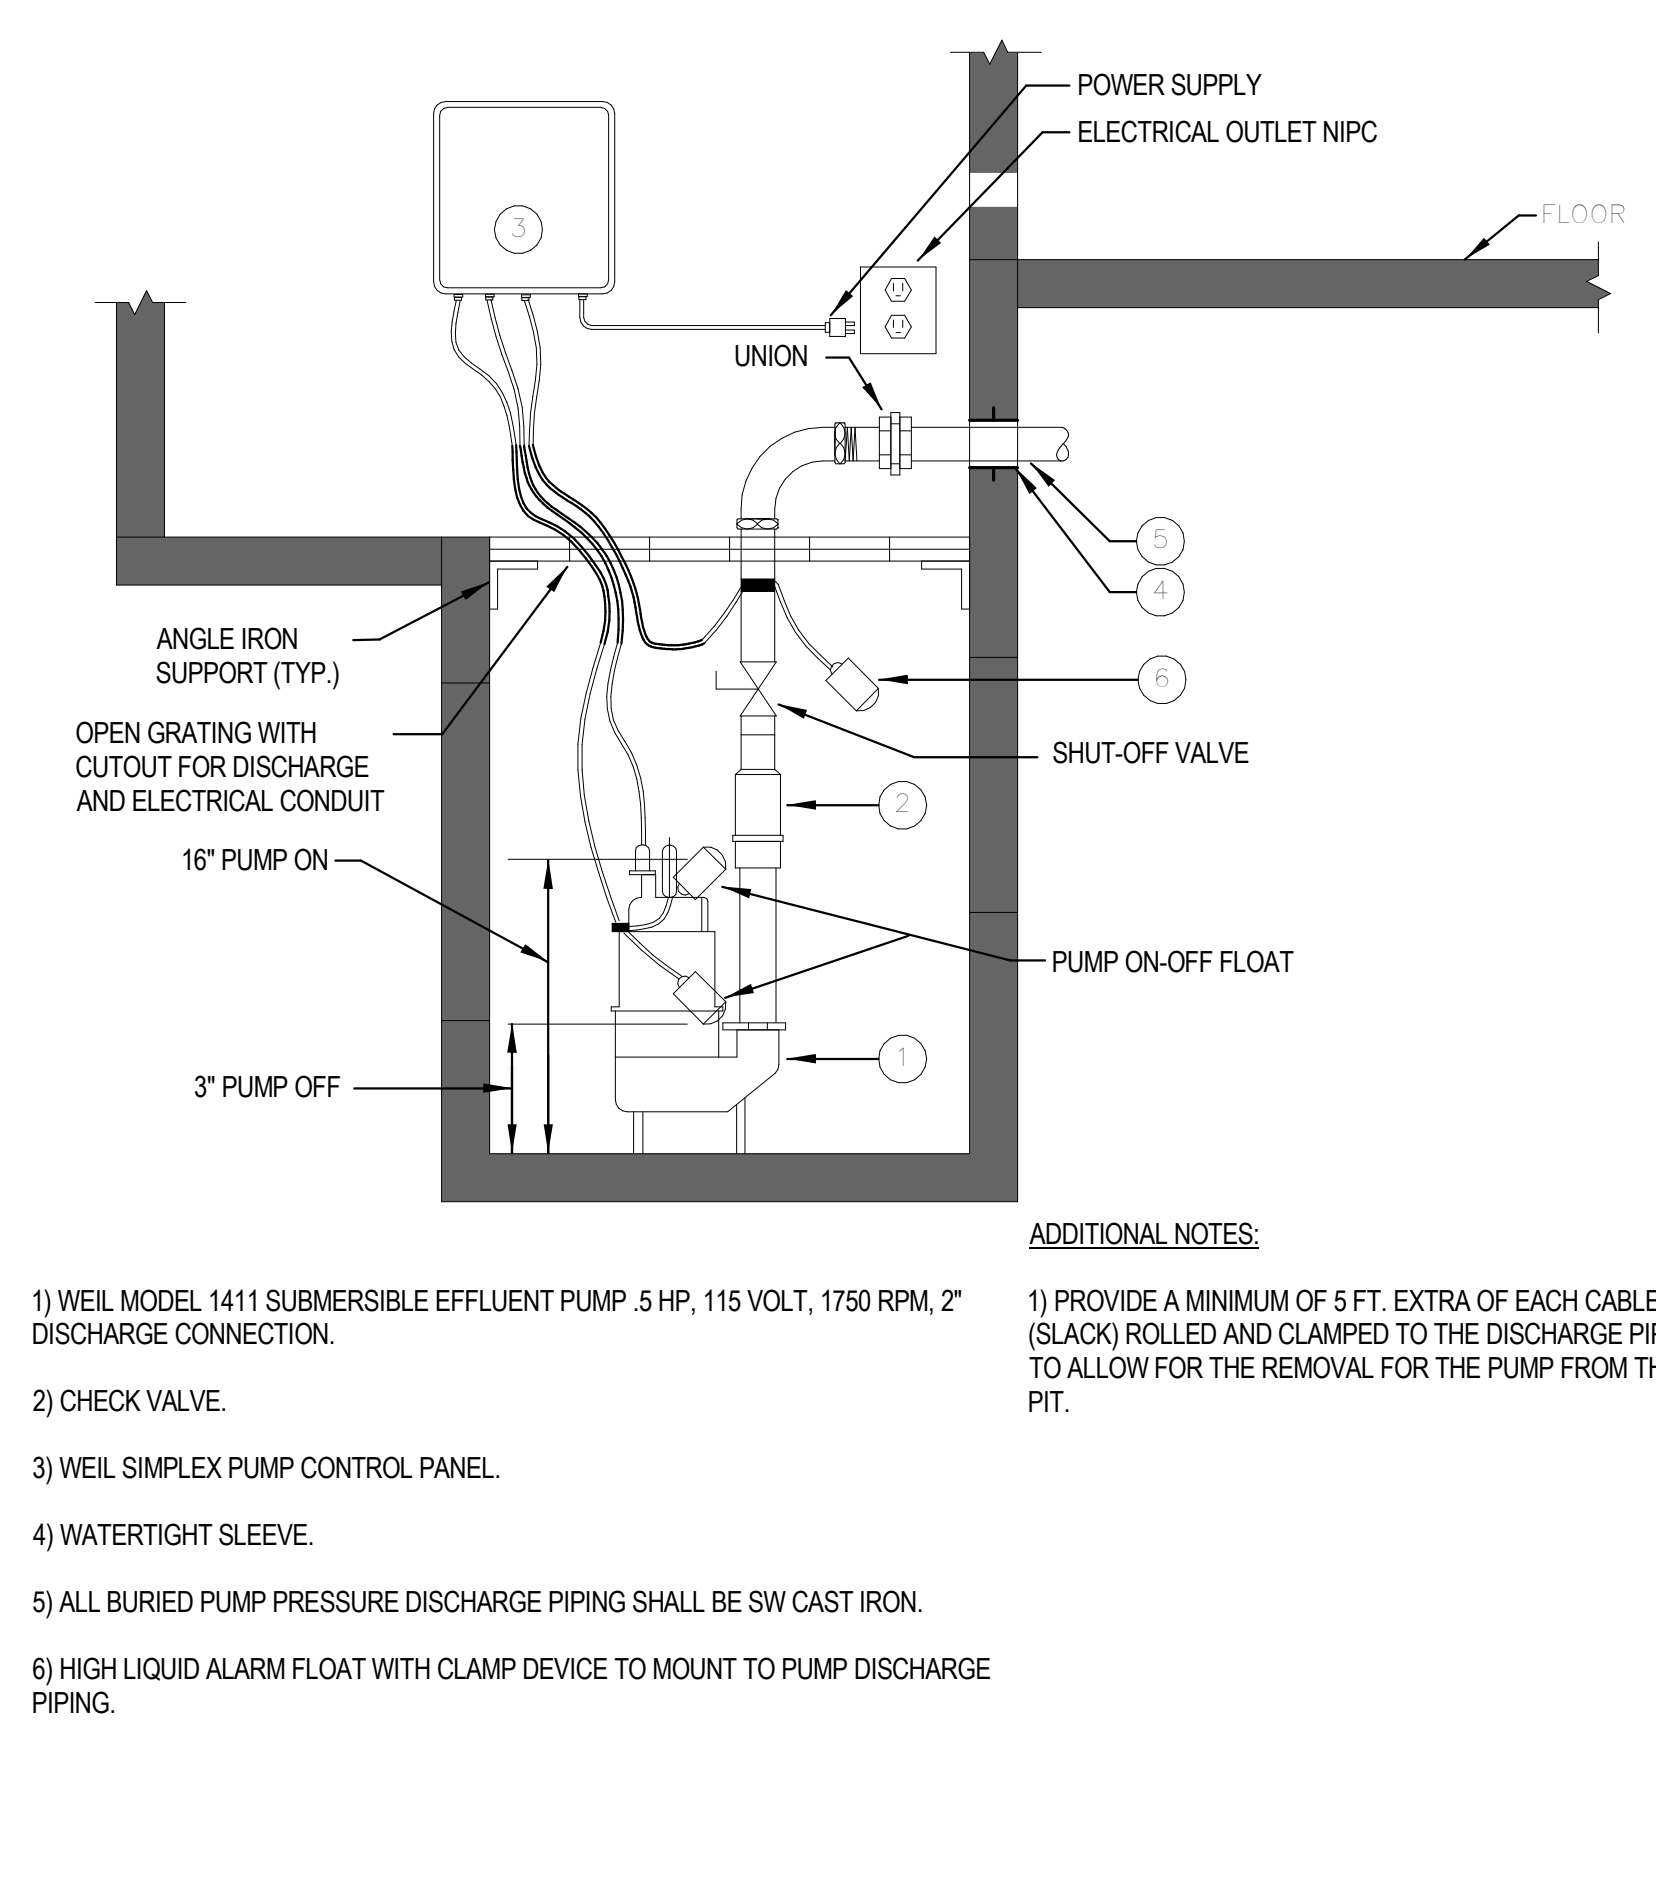 POWER SUPPLY
ELECTRICAL OUTLET NIPC
FLOOR
3
UNION
5
4
ANGLE IRON
SUPPORT (TYP.)
6
OPEN GRATING WITH
CUTOUT FOR DISCHARGE
AND ELECTRICAL CONDUIT
SHUT-OFF VALVE
2
16" PUMP ON
PUMP ON-OFF FLOAT
1
3" PUMP OFF
1) WEIL MODEL 1411 SUBMERSIBLE EFFLUENT PUMP .5 HP, 115 VOLT, 1750 RPM, 2"
DISCHARGE CONNECTION.
2) CHECK VALVE.
3) WEIL SIMPLEX PUMP CONTROL PANEL.
4) WATERTIGHT SLEEVE.
5) ALL BURIED PUMP PRESSURE DISCHARGE PIPING SHALL BE SW CAST IRON.
6) HIGH LIQUID ALARM FLOAT WITH CLAMP DEVICE TO MOUNT TO PUMP DISCHARGE
PIPING.
ADDITIONAL NOTES:
1) PROVIDE A MINIMUM OF 5 FT. EXTRA OF EACH CABLE
(SLACK) ROLLED AND CLAMPED TO THE DISCHARGE
TO ALLOW FOR THE REMOVAL FOR THE PUMP FROM
PIT.